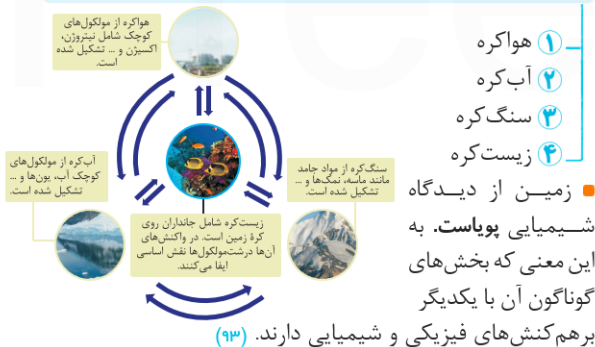 ۱ هواکره
۲ آب‌کره
۳ سنگ‌کره
۴ زیست‌کره
زمین از دیدگاه
شیمیایی پویاست. به
این معنی که بخش‌های
گوناگون آن با یکدیگر
برهم‌کنش‌های فیزیکی و شیمیایی دارند. (۹۳)
هواکره از مولکول‌های
کوچک شامل نیتروژن،
اکسیژن و ... تشکیل شده
است.
آب‌کره از مولکول‌های
کوچک آب، یون‌ها و ...
تشکیل شده است.
سنگ‌کره از مواد جامد
مانند ماسه، نمک‌ها و ...
تشکیل شده است.
زیست‌کره شامل جانداران روی
کرهٔ زمین است. در واکنش‌های
آن‌ها درشت‌مولکول‌ها نقش اساسی
ایفا می‌کنند.